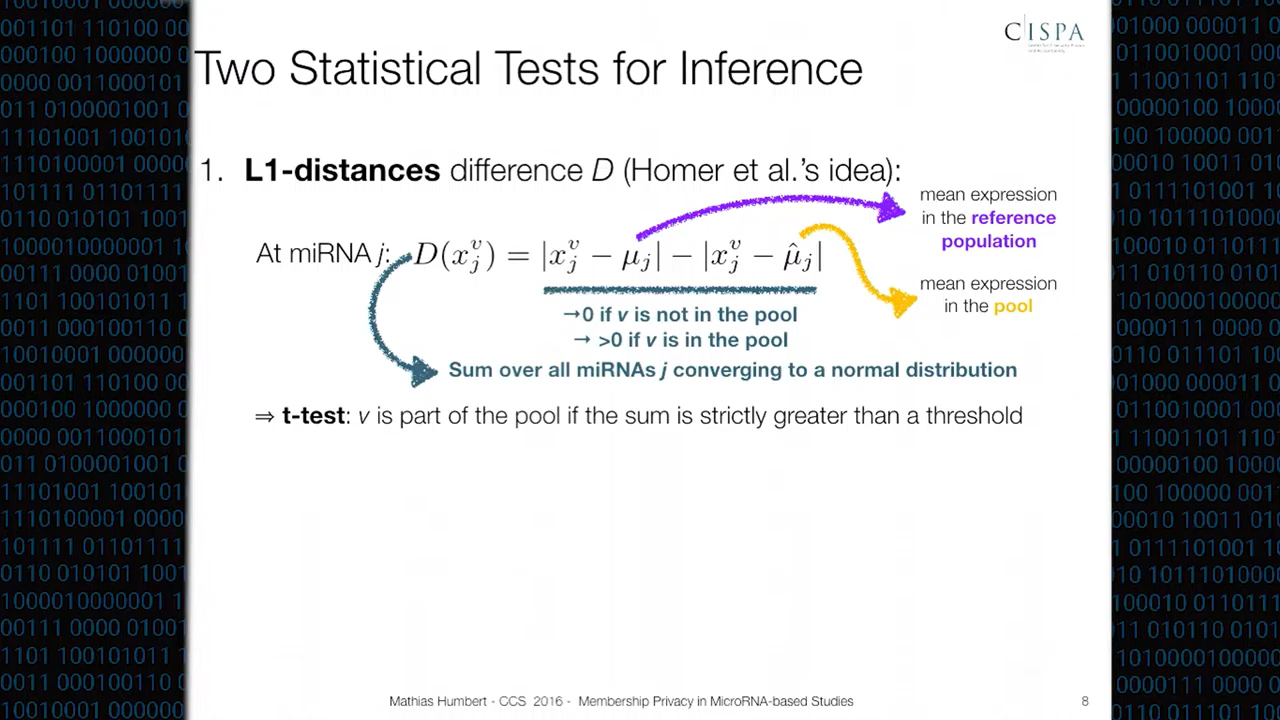 CISPA
Two Statistical Tests for Inference
1. L1-distances difference D (Homer et al.'s idea):
mean expression
in the reference
population
At miRNA j: D(x_j^v) = |x_j^v − μ_j| − |x_j^v − μ̂_j|
mean expression
in the pool
→0 if v is not in the pool
→ >0 if v is in the pool
Sum over all miRNAs j converging to a normal distribution
⇒ t-test: v is part of the pool if the sum is strictly greater than a threshold
Mathias Humbert - CCS 2016 - Membership Privacy in MicroRNA-based Studies
8